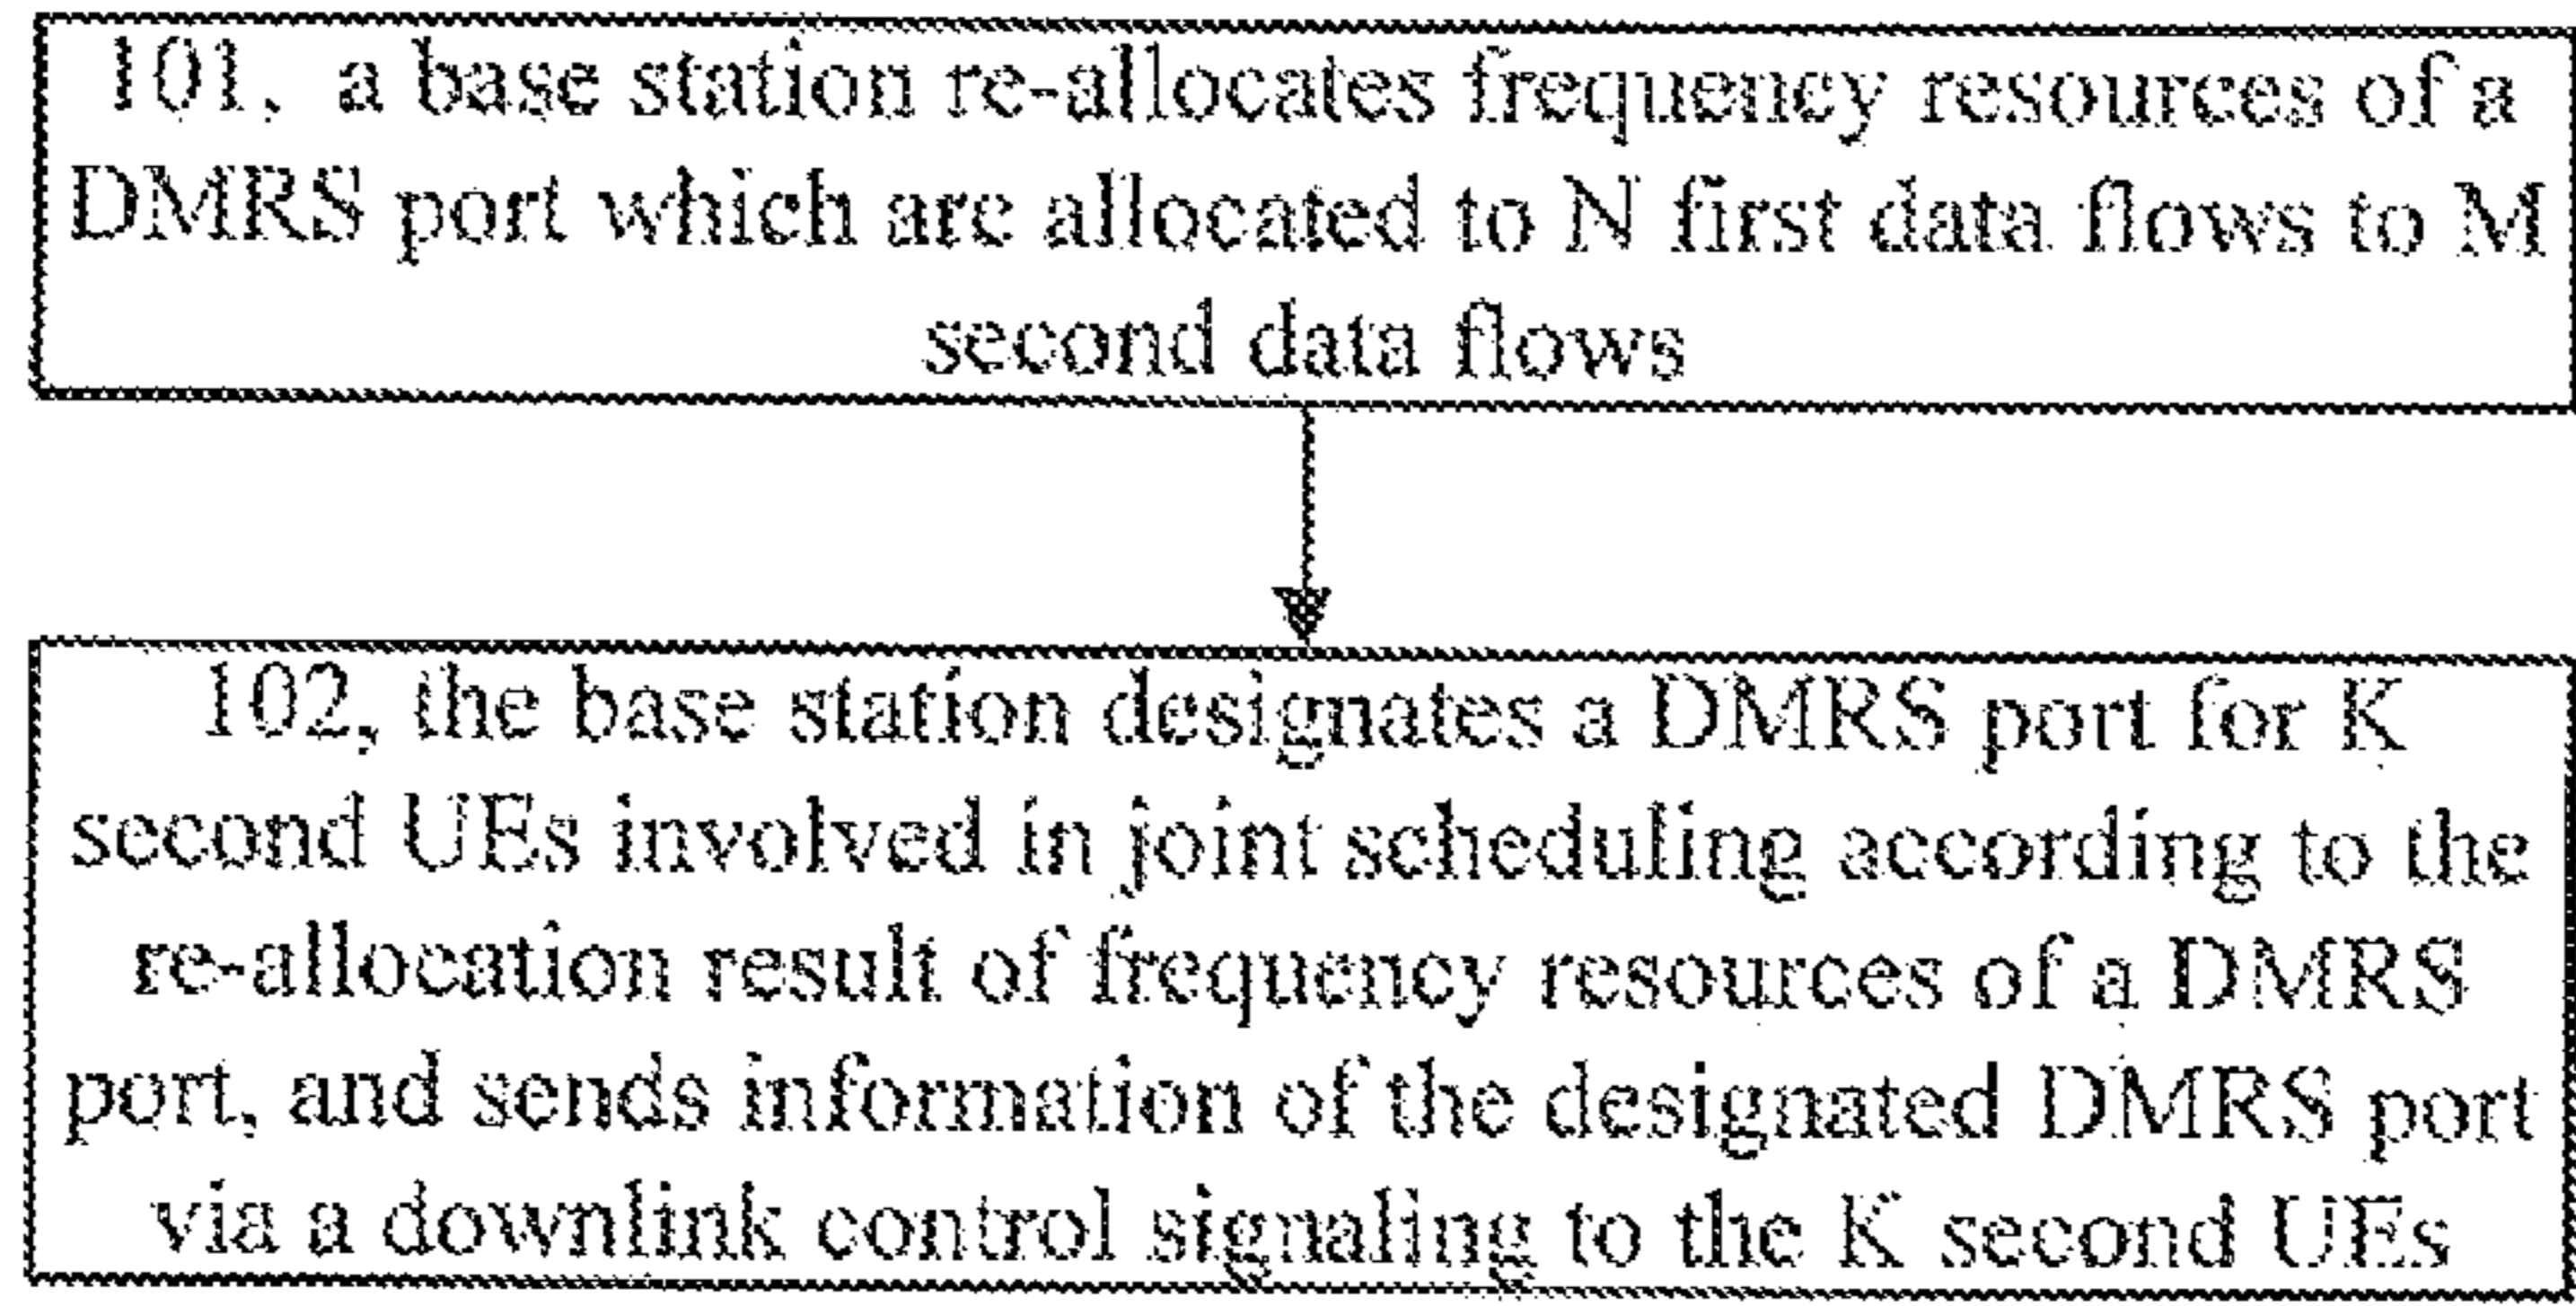 101, a base station re-allocates frequency resources of a
DMRS port which are allocated to N first data flows to M
second data flows
102, the base station designates a DMRS port for K
second UEs involved in joint scheduling according to the
re-allocation result of frequency resources of a DMRS
port, and sends information of the designated DMRS port
via a downlink control signaling to the K second UEs